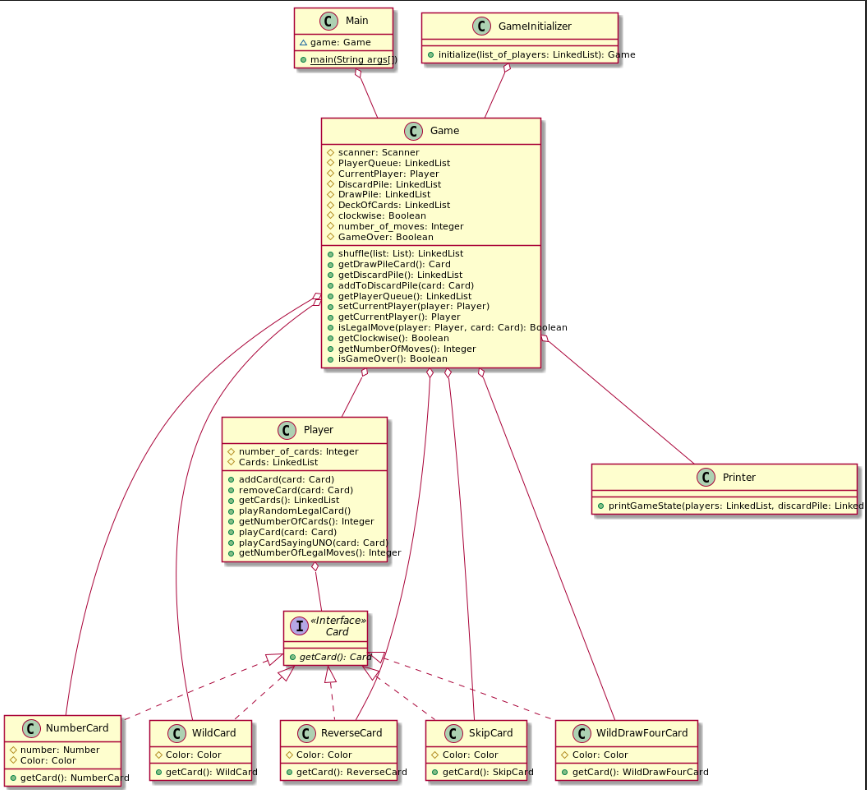 C Main
game: Game
main(String args[])
C GameInitializer
initialize(list_of_players: LinkedList): Game
C Game
scanner: Scanner
PlayerQueue: LinkedList
CurrentPlayer: Player
DiscardPile: LinkedList
DrawPile: LinkedList
DeckOfCards: LinkedList
clockwise: Boolean
number_of_moves: Integer
GameOver: Boolean
shuffle(list: List): LinkedList
getDrawPileCard(): Card
getDiscardPile(): LinkedList
addToDiscardPile(card: Card)
getPlayerQueue(): LinkedList
setCurrentPlayer(player: Player)
getCurrentPlayer(): Player
isLegalMove(player: Player, card: Card): Boolean
getClockwise(): Boolean
getNumberOfMoves(): Integer
isGameOver(): Boolean
C Player
number_of_cards: Integer
Cards: LinkedList
addCard(card: Card)
removeCard(card: Card)
getCards(): LinkedList
playRandomLegalCard()
getNumberOfCards(): Integer
playCard(card: Card)
playCardSayingUNO(card: Card)
getNumberOfLegalMoves(): Integer
C Printer
printGameState(players: LinkedList, discardPile: Linked
I «Interface»
Card
getCard(): Card
C NumberCard
number: Number
Color: Color
getCard(): NumberCard
C WildCard
Color: Color
getCard(): WildCard
C ReverseCard
Color: Color
getCard(): ReverseCard
C SkipCard
Color: Color
getCard(): SkipCard
C WildDrawFourCard
Color: Color
getCard(): WildDrawFourCard